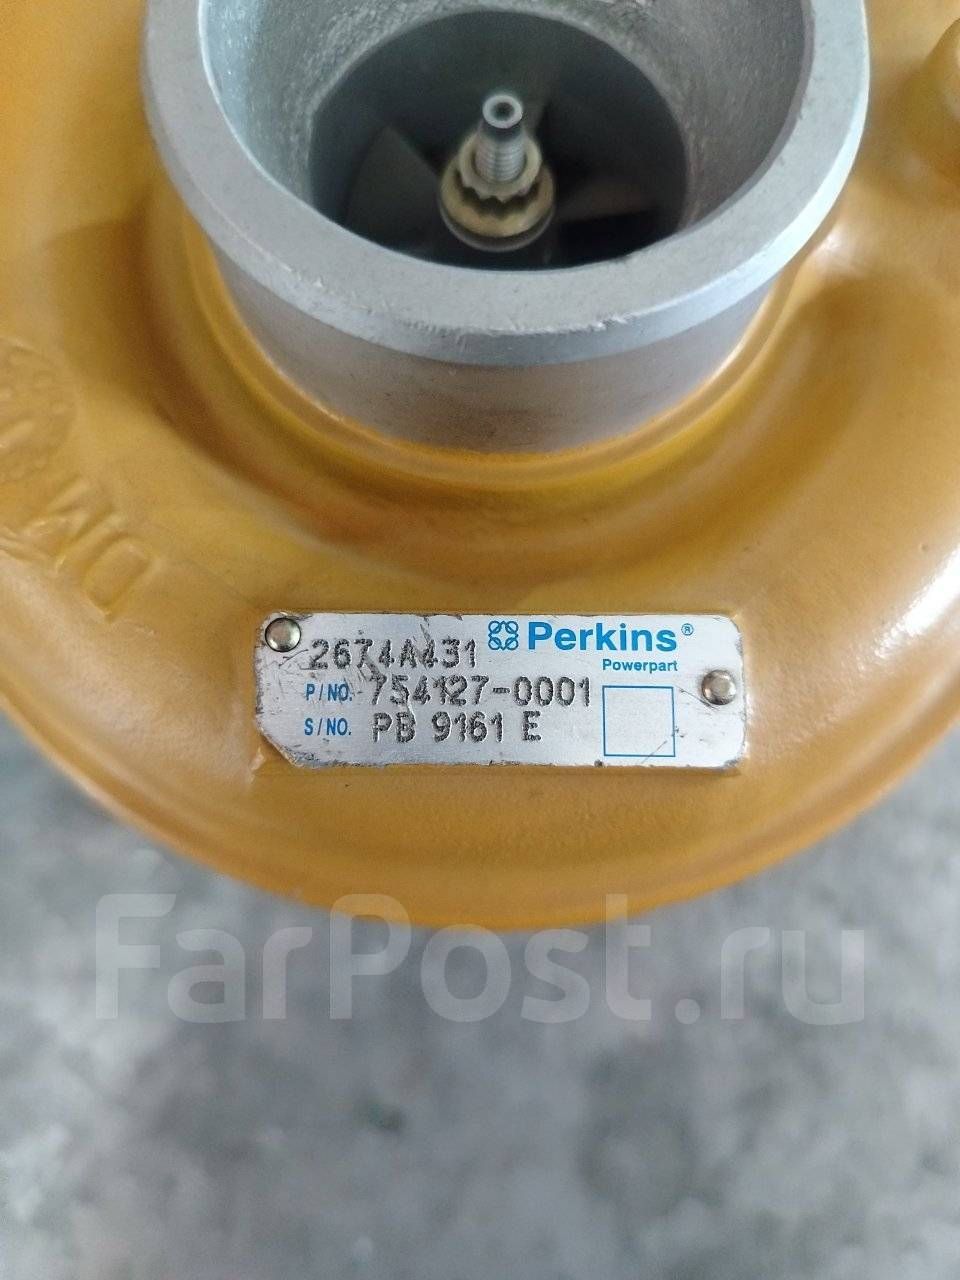 2674A431 Perkins®
Powerpart
P/NO. 754127-0001
S/NO. PB 9161 E
FarPost.ru